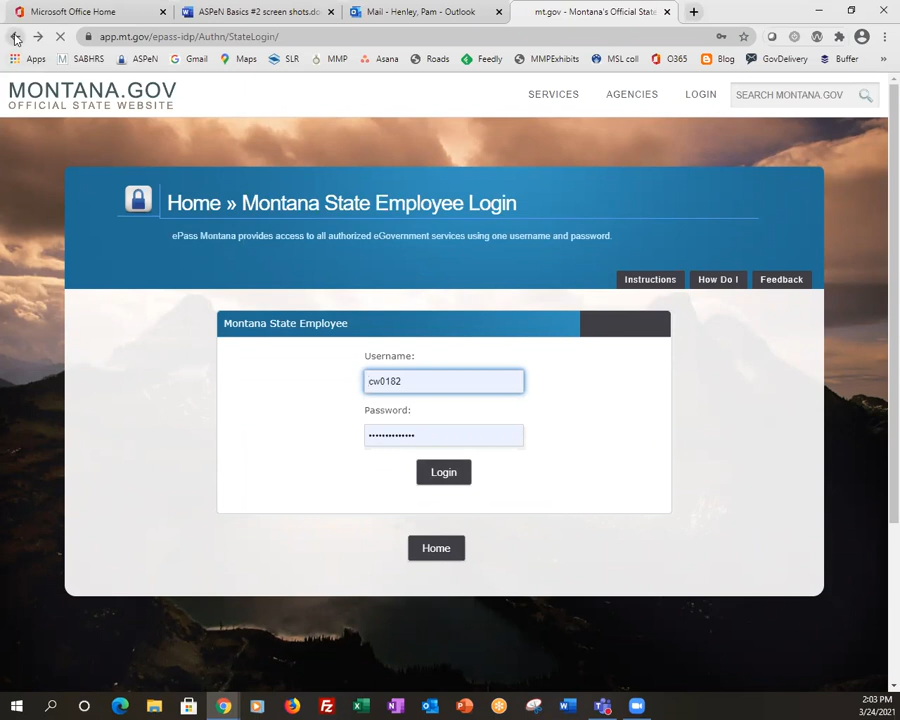 Microsoft Office Home
ASPeN Basics #2 screen shots.do
Mail - Henley, Pam - Outlook
mt.gov - Montana's Official State
app.mt.gov/epass-idp/Authn/StateLogin/
Apps
SABHRS
ASPeN
Gmail
Maps
SLR
MMP
Asana
Roads
Feedly
MMPExhibits
MSL coll
O365
Blog
GovDelivery
Buffer
»
MONTANA.GOV
OFFICIAL STATE WEBSITE
SERVICES
AGENCIES
LOGIN
SEARCH MONTANA.GOV
Home » Montana State Employee Login
ePass Montana provides access to all authorized eGovernment services using one username and password.
Instructions
How Do I
Feedback
Montana State Employee
Username:
cw0182
Password:
••••••••••••••
Login
Home
2:03 PM
3/24/2021